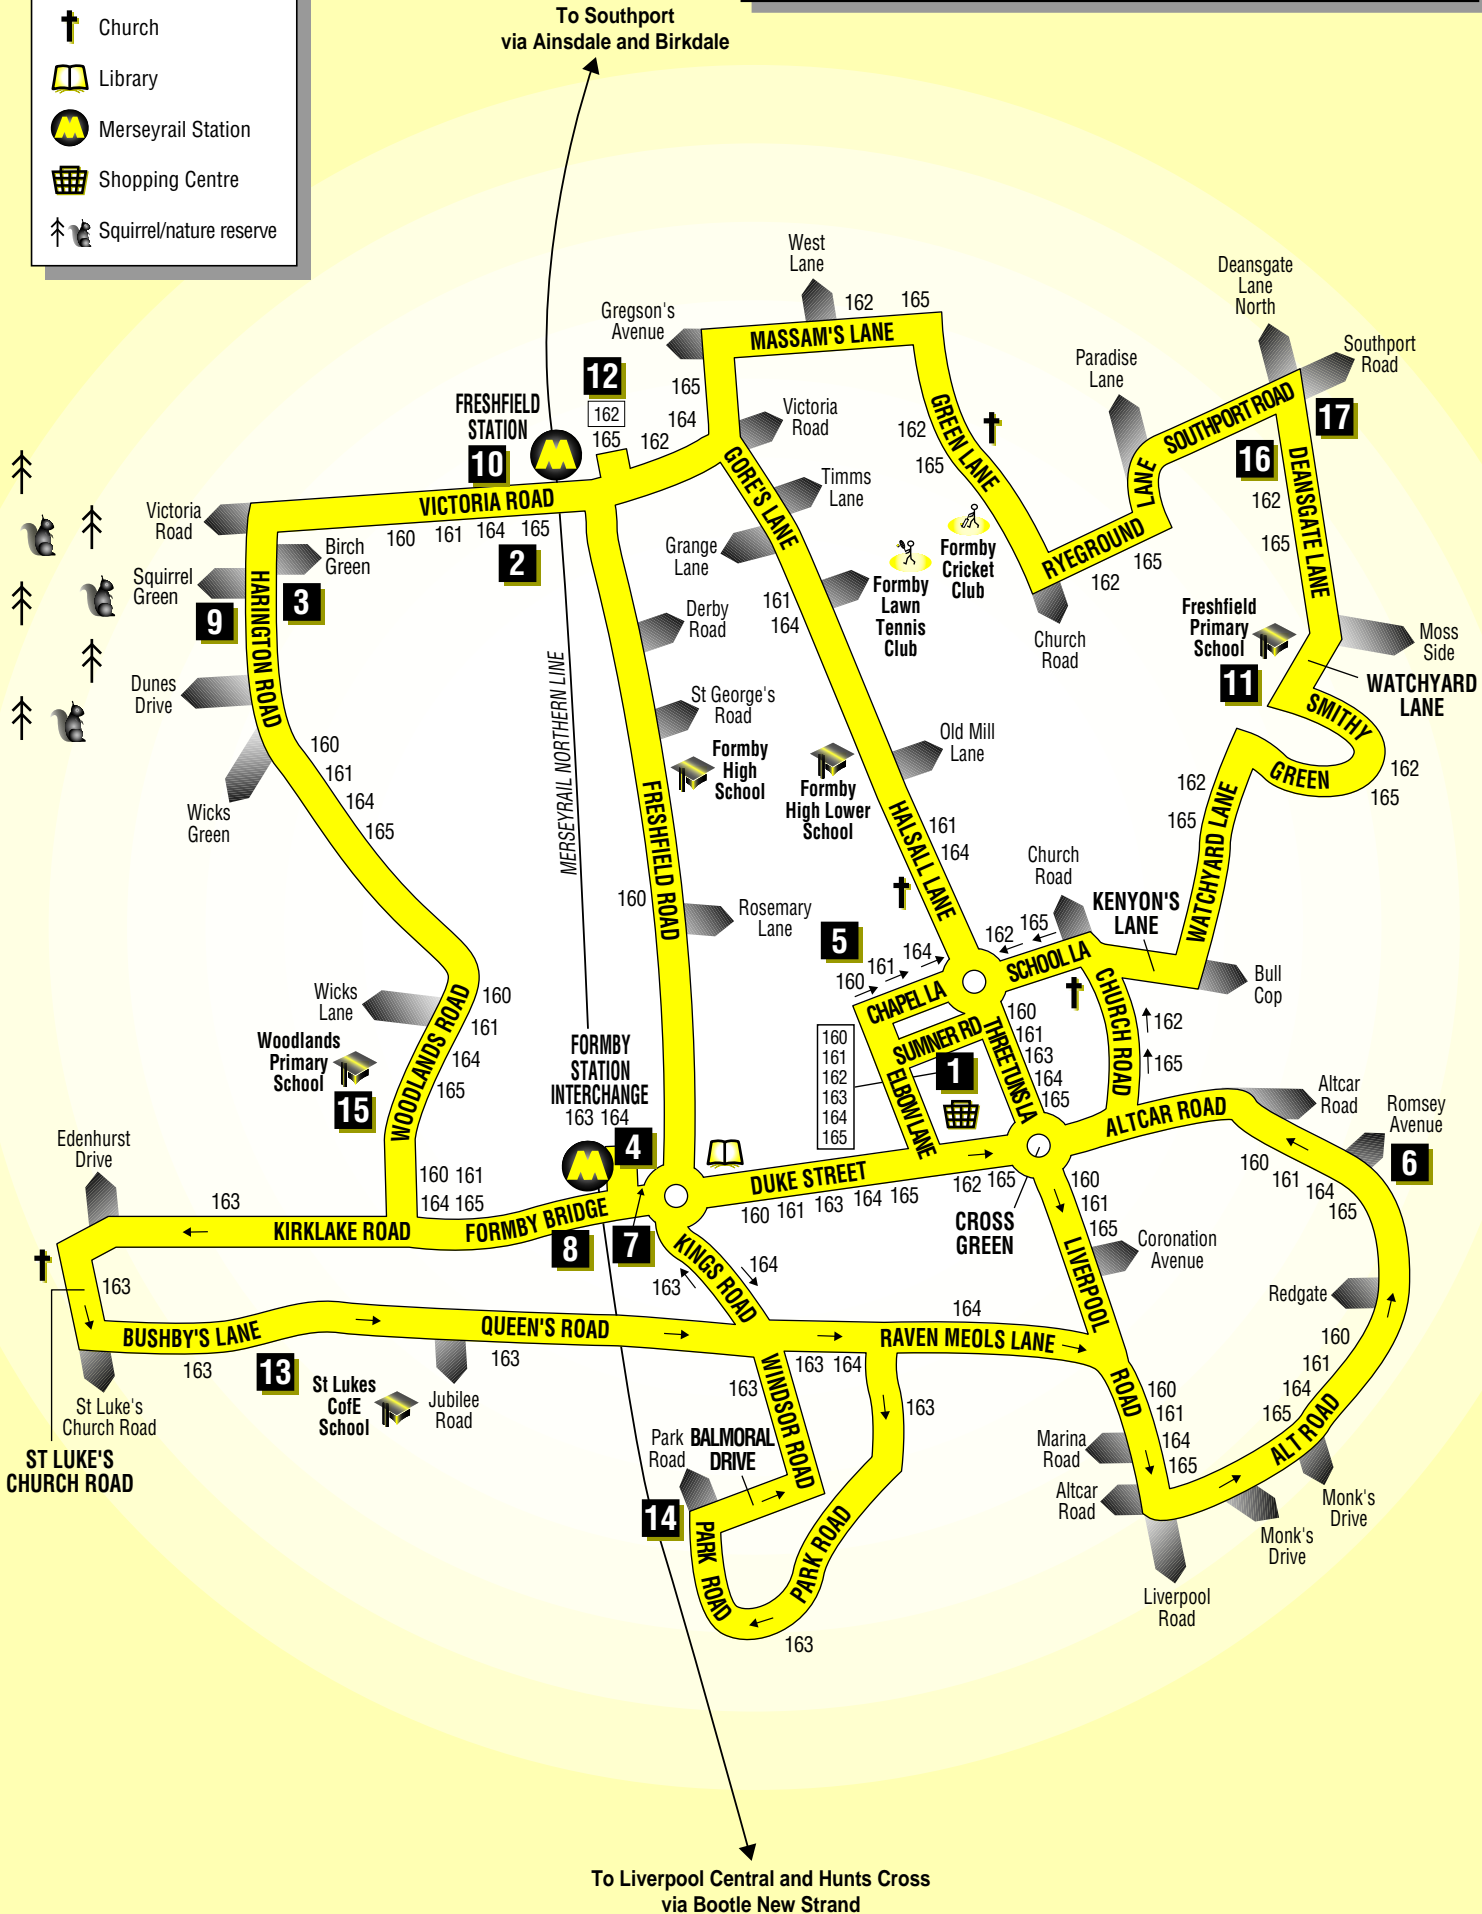 Church
Library
Merseyrail Station
Shopping Centre
Squirrel/nature reserve
To Southport
via Ainsdale and Birkdale
West
Lane
162
165
Gregson's
Avenue
MASSAM'S LANE
Deansgate
Lane
North
Southport
Road
Paradise
Lane
12
162
165
162
165
164
FRESHFIELD
STATION
10
M
Victoria
Road
GREEN LANE
162
165
SOUTHPORT ROAD
17
16
162
165
DEANSGATE LANE
Victoria
Road
VICTORIA ROAD
160
161
164
165
2
GORE'S LANE
Timms
Lane
Grange
Lane
161
164
Formby
Lawn
Tennis
Club
Formby
Cricket
Club
RYEGROUND
LANE
162
165
Church
Road
Birch
Green
Squirrel
Green
9
3
HARINGTON ROAD
Dunes
Drive
Wicks
Green
160
161
164
165
MERSEYRAIL NORTHERN LINE
Derby
Road
St George's
Road
Formby
High
School
Formby
High Lower
School
Old Mill
Lane
Freshfield
Primary
School
11
Moss
Side
WATCHYARD
LANE
SMITHY
GREEN
162
165
162
165
WATCHYARD LANE
FRESHFIELD ROAD
160
Rosemary
Lane
HALSALL LANE
161
164
5
160
161
164
CHAPEL LA
162
165
SCHOOL LA
Church
Road
KENYON'S
LANE
Bull
Cop
Wicks
Lane
160
161
164
165
WOODLANDS ROAD
Woodlands
Primary
School
15
FORMBY
STATION
INTERCHANGE
163 164
M
4
160
161
162
163
164
165
SUMNER RD
1
ELBOW LANE
THREETUNS LA
160
161
163
164
165
CHURCH ROAD
162
165
Altcar
Road
ALTCAR ROAD
Romsey
Avenue
6
160
161
164
165
Edenhurst
Drive
163
160 161
164 165
KIRKLAKE ROAD
FORMBY BRIDGE
8
7
DUKE STREET
160
161
163
164
165
162
165
CROSS
GREEN
160
161
165
Coronation
Avenue
LIVERPOOL
ROAD
Redgate
163
KINGS ROAD
163
164
BUSHBY'S LANE
163
13
QUEEN'S ROAD
163
164
RAVEN MEOLS LANE
163 164
St Luke's
Church Road
ST LUKE'S
CHURCH ROAD
St Lukes
CofE
School
Jubilee
Road
163
WINDSOR ROAD
163
Park
Road
BALMORAL
DRIVE
14
PARK ROAD
PARK ROAD
163
160
161
164
165
Marina
Road
Altcar
Road
160
161
164
165
ALT ROAD
Monk's
Drive
Monk's
Drive
Liverpool
Road
To Liverpool Central and Hunts Cross
via Bootle New Strand